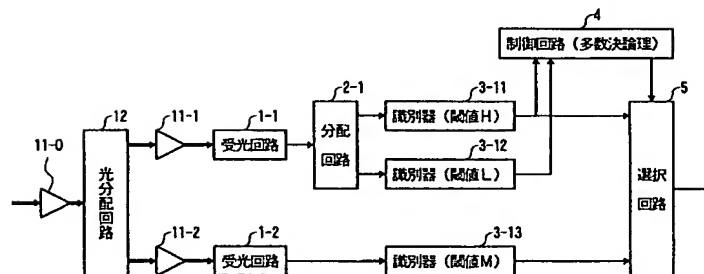 4
制御回路(多数決論理)
12
11-1
1-1
2-1
3-11
5
11-0
光分配回路
受光回路
分配回路
識別器(閾値H)
3-12
識別器(閾値L)
選択回路
11-2
1-2
3-13
受光回路
識別器(閾値M)